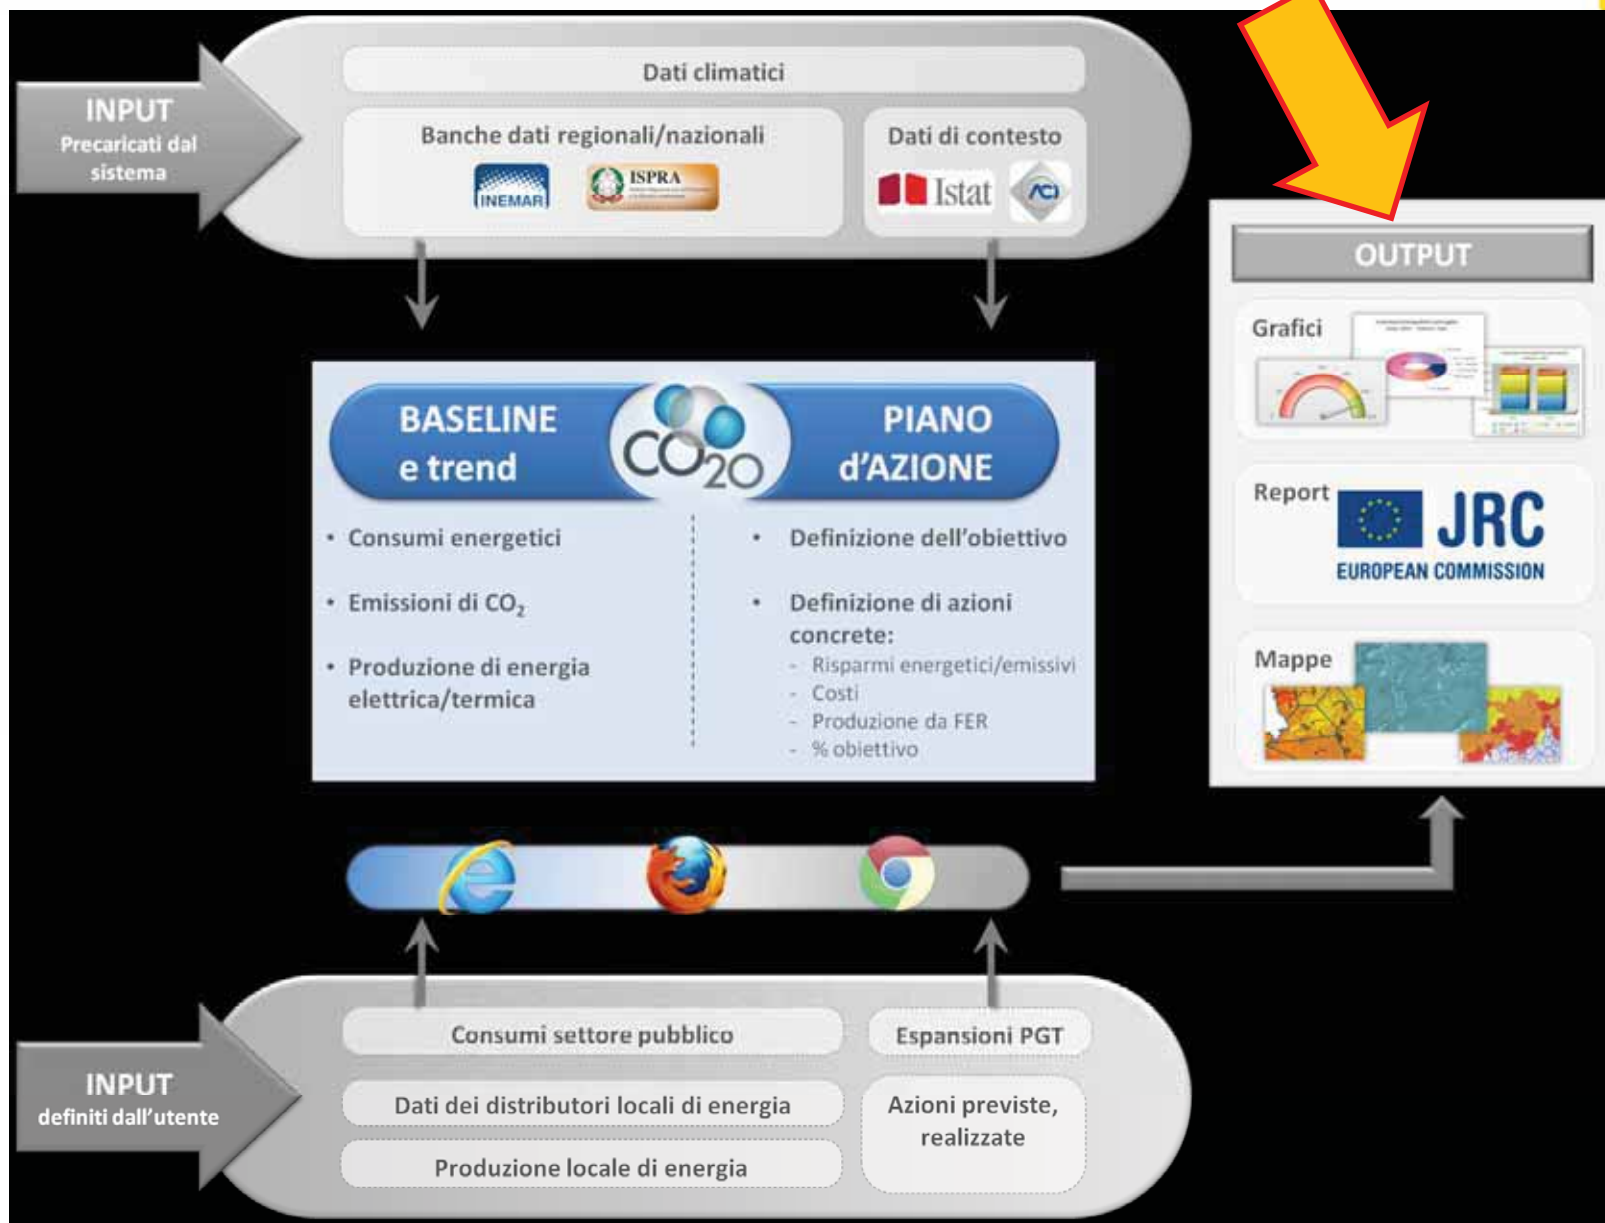 INPUT
Precaricati dal
sistema
Dati climatici
Banche dati regionali/nazionali
INEMAR
ISPRA
Dati di contesto
Istat
ACI
OUTPUT
Grafici
Report
JRC
EUROPEAN COMMISSION
Mappe
BASELINE
e trend
CO20
PIANO
d'AZIONE
• Consumi energetici
• Emissioni di CO₂
• Produzione di energia
elettrica/termica
• Definizione dell'obiettivo
• Definizione di azioni
concrete:
- Risparmi energetici/emissivi
- Costi
- Produzione da FER
- % obiettivo
INPUT
definiti dall'utente
Consumi settore pubblico
Dati dei distributori locali di energia
Produzione locale di energia
Espansioni PGT
Azioni previste,
realizzate